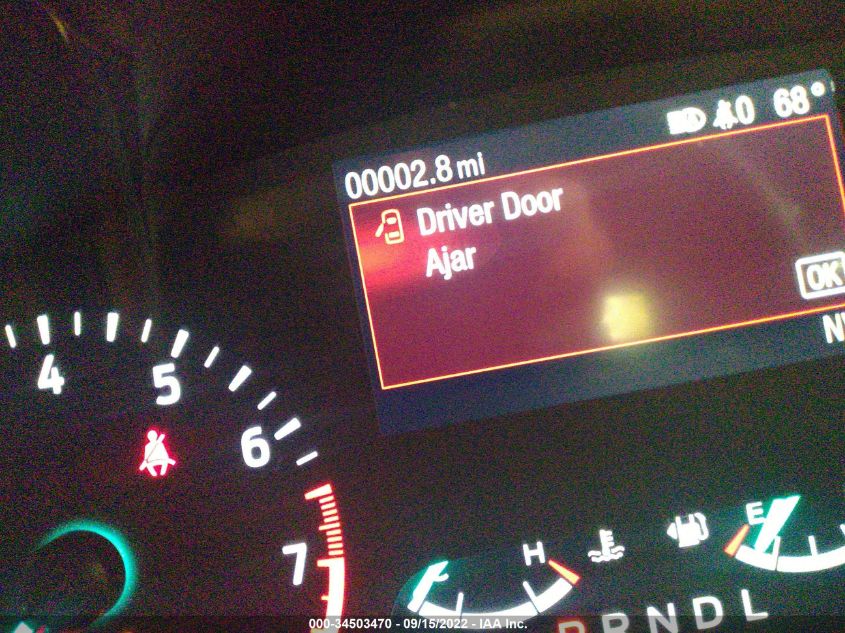 0 68°
00002.8 mi
Driver Door
Ajar
OK
4
5
6
7
H
E
PRNDL
000-34503470 - 09/15/2022 - IAA Inc.